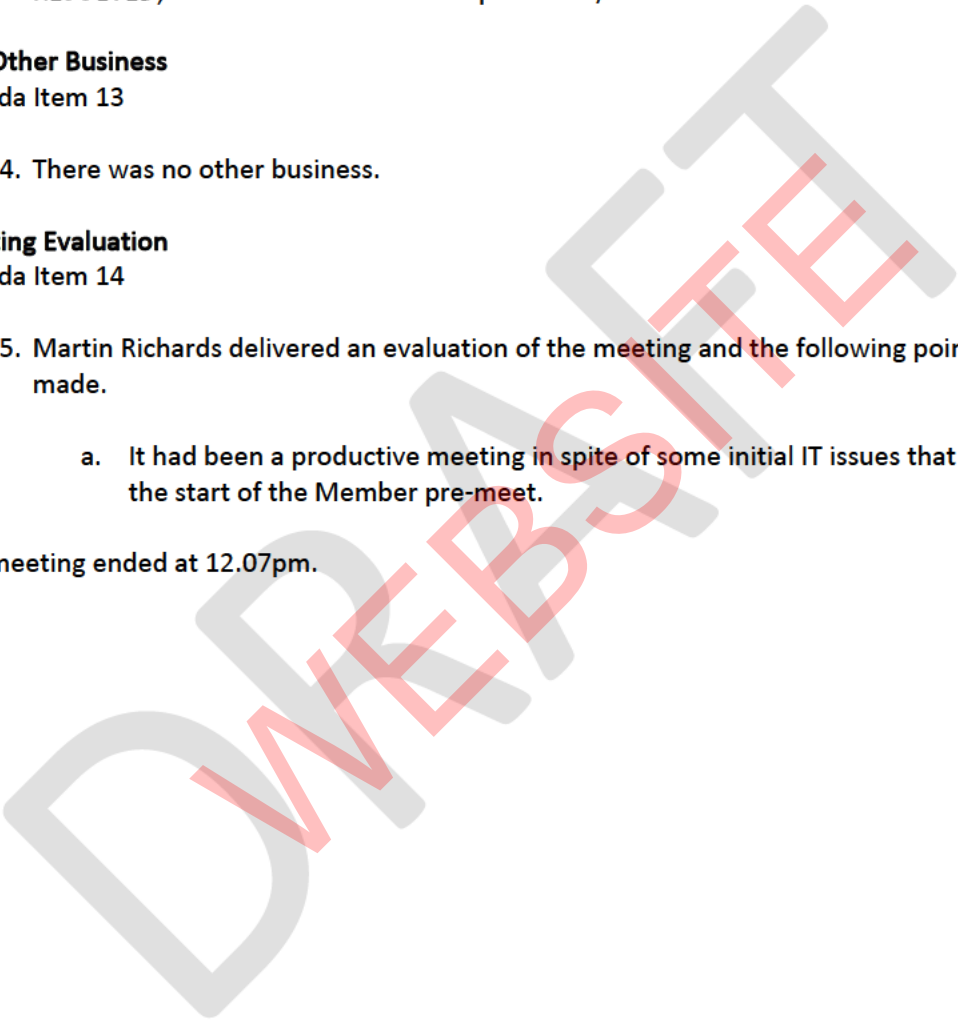 Other Business
da Item 13
4. There was no other business.
ing Evaluation
da Item 14
5. Martin Richards delivered an evaluation of the meeting and the following poin
made.
a. It had been a productive meeting in spite of some initial IT issues that
the start of the Member pre-meet.
meeting ended at 12.07pm.
DRAFT
WEBSITE